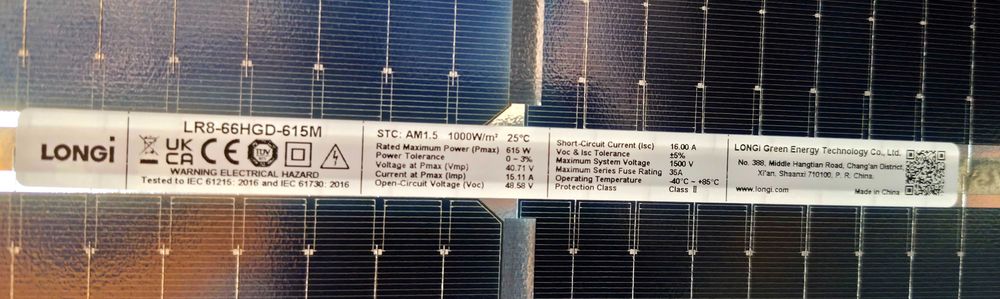 LONGi
LR8-66HGD-615M
UK
CA
CE
WARNING ELECTRICAL HAZARD
Tested to IEC 61215: 2016 and IEC 61730: 2016
STC: AM1.5 1000W/m² 25°C
Rated Maximum Power (Pmax) 615 W
Power Tolerance 0 ~ 3%
Voltage at Pmax (Vmp) 40.71 V
Current at Pmax (Imp) 15.11 A
Open-Circuit Voltage (Voc) 48.58 V
Short-Circuit Current (Isc) 16.00 A
Voc & Isc Tolerance ±5%
Maximum System Voltage 1500 V
Maximum Series Fuse Rating 35A
Operating Temperature -40°C ~ +85°C
Protection Class Class II
LONGi Green Energy Technology Co., Ltd.
No. 388, Middle Hangtian Road, Chang'an District,
Xi'an, Shaanxi 710100, P. R. China.
www.longi.com Made in China